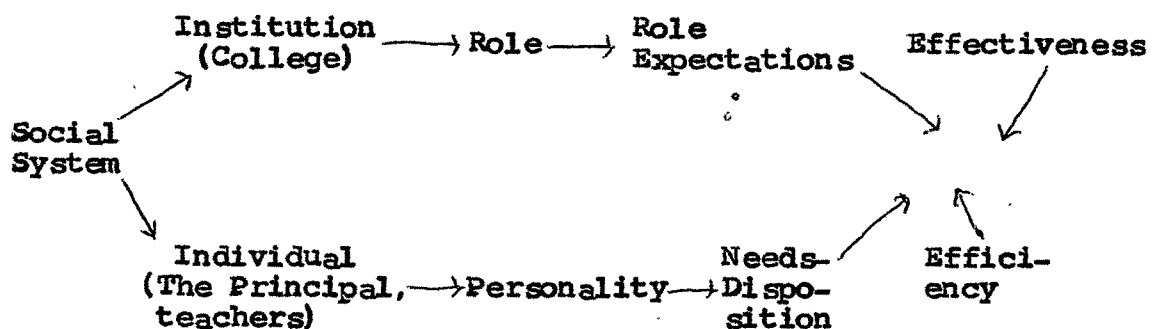 Institution
(College)
Role
Role
Expectations
Effectiveness
Social
System
Individual
(The Principal,
teachers)
Personality
Needs-
Dispo-
sition
Effici-
ency